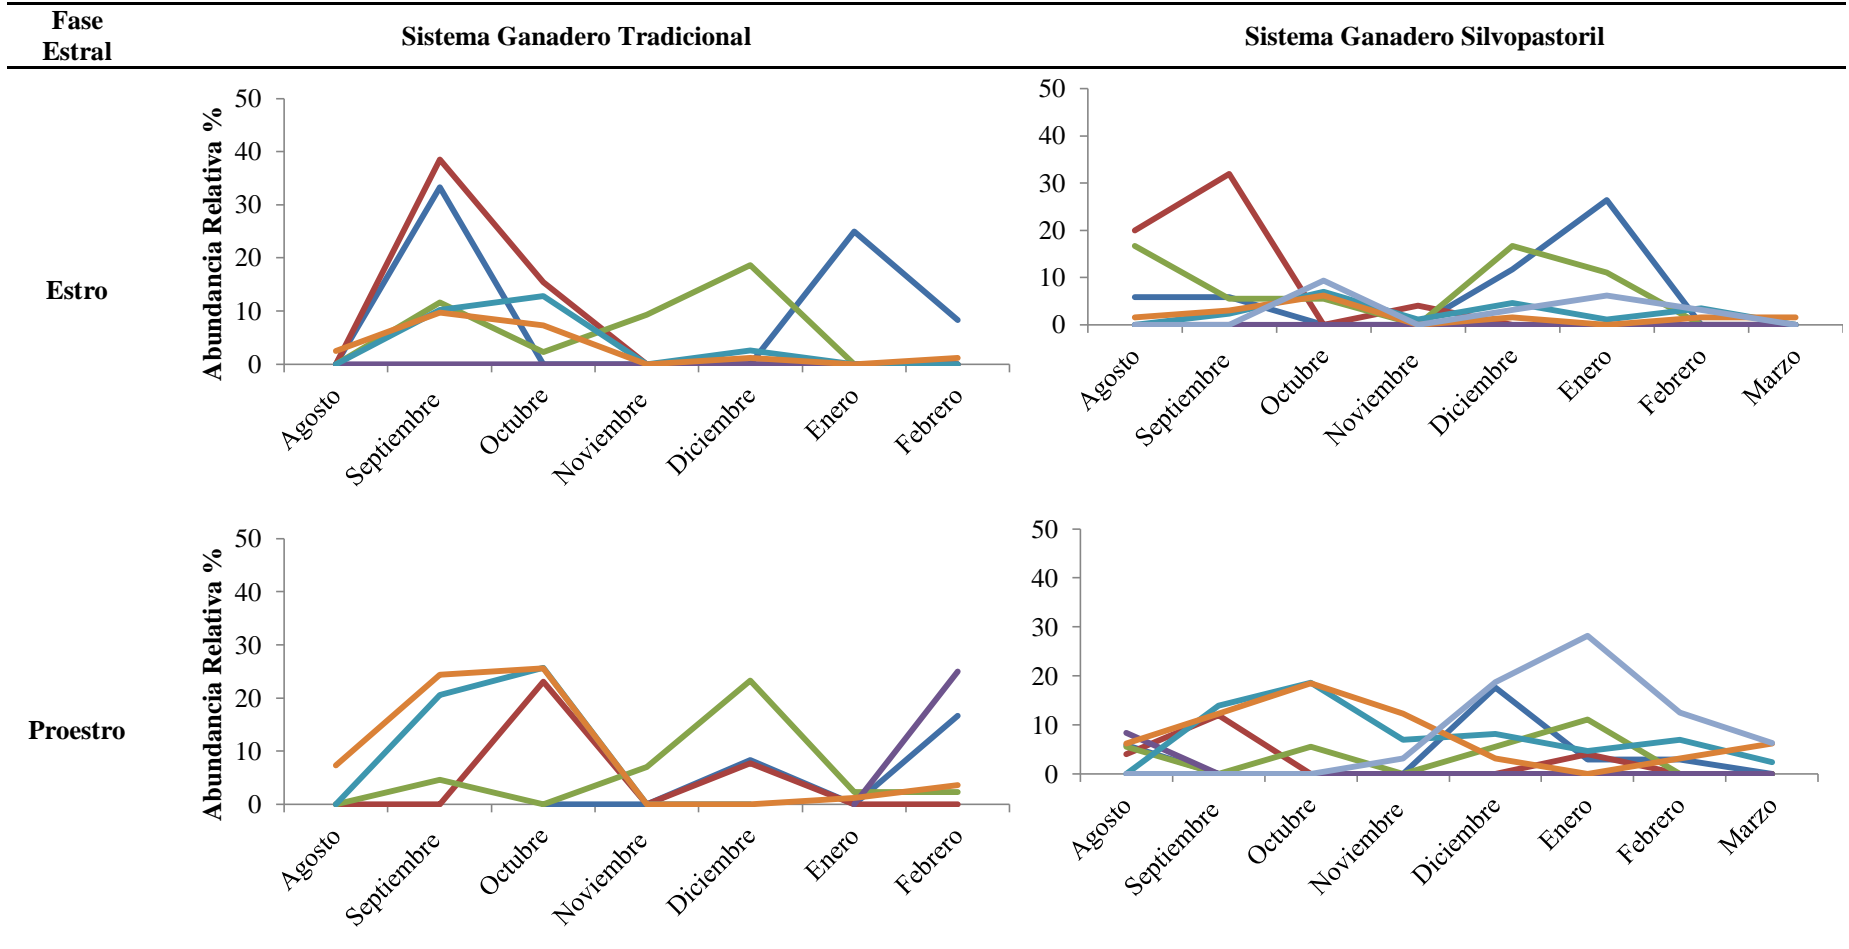 Fase
Estral
Sistema Ganadero Tradicional
Sistema Ganadero Silvopastoril
Estro
Abundancia Relativa %
50
40
30
20
10
0
Agosto
Septiembre
Octubre
Noviembre
Diciembre
Enero
Febrero
50
40
30
20
10
0
Agosto
Septiembre
Octubre
Noviembre
Diciembre
Enero
Febrero
Marzo
Proestro
Abundancia Relativa %
50
40
30
20
10
0
Agosto
Septiembre
Octubre
Noviembre
Diciembre
Enero
Febrero
50
40
30
20
10
0
Agosto
Septiembre
Octubre
Noviembre
Diciembre
Enero
Febrero
Marzo